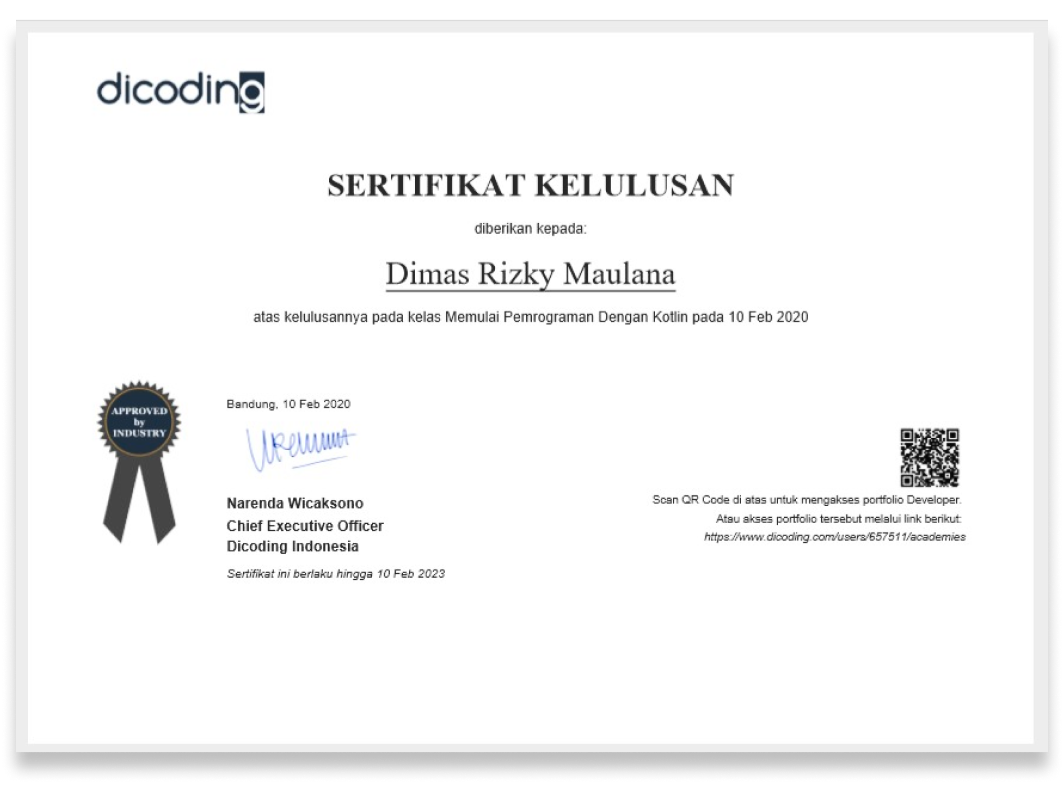 dicoding
SERTIFIKAT KELULUSAN
diberikan kepada:
Dimas Rizky Maulana
atas kelulusannya pada kelas Memulai Pemrograman Dengan Kotlin pada 10 Feb 2020
APPROVED
by
INDUSTRY
Bandung, 10 Feb 2020
Narenda Wicaksono
Chief Executive Officer
Dicoding Indonesia
Sertifikat ini berlaku hingga 10 Feb 2023
Scan QR Code di atas untuk mengakses portfolio Developer.
Atau akses portfolio tersebut melalui link berikut:
https://www.dicoding.com/users/657511/academies